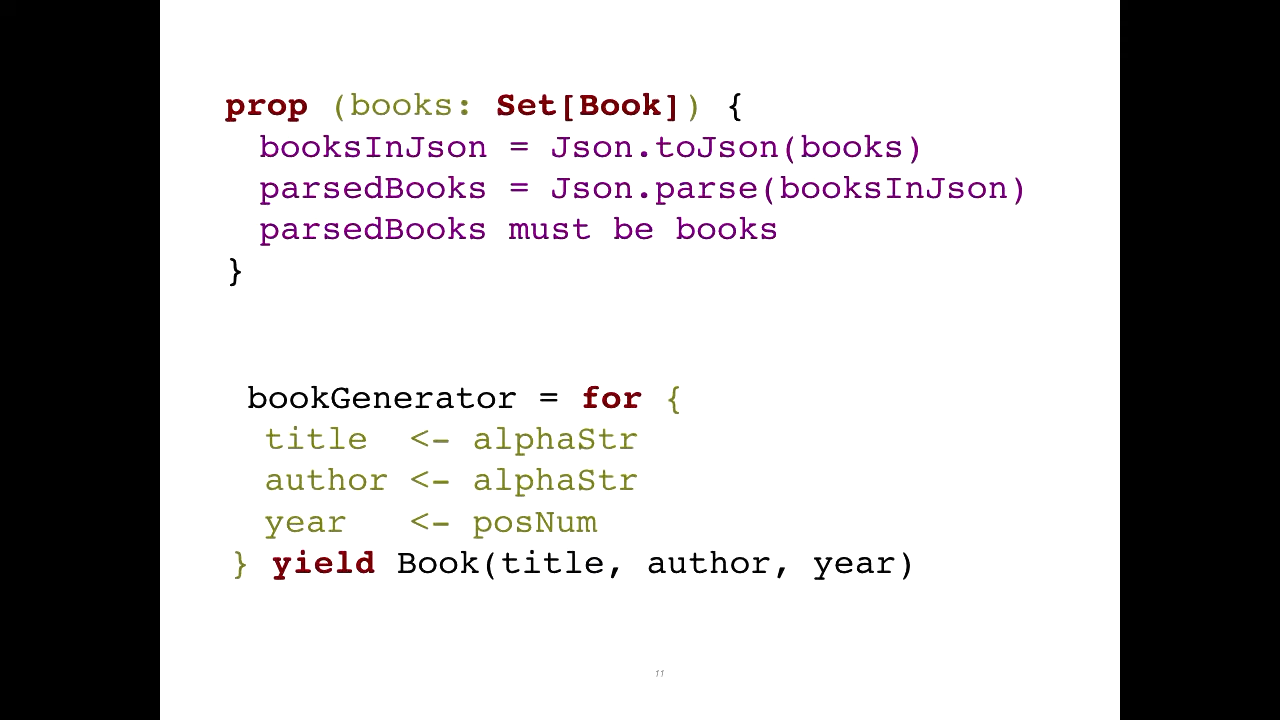 prop (books: Set[Book]) {
booksInJson = Json.toJson(books)
parsedBooks = Json.parse(booksInJson)
parsedBooks must be books
}
bookGenerator = for {
title <- alphaStr
author <- alphaStr
year <- posNum
} yield Book(title, author, year)
11